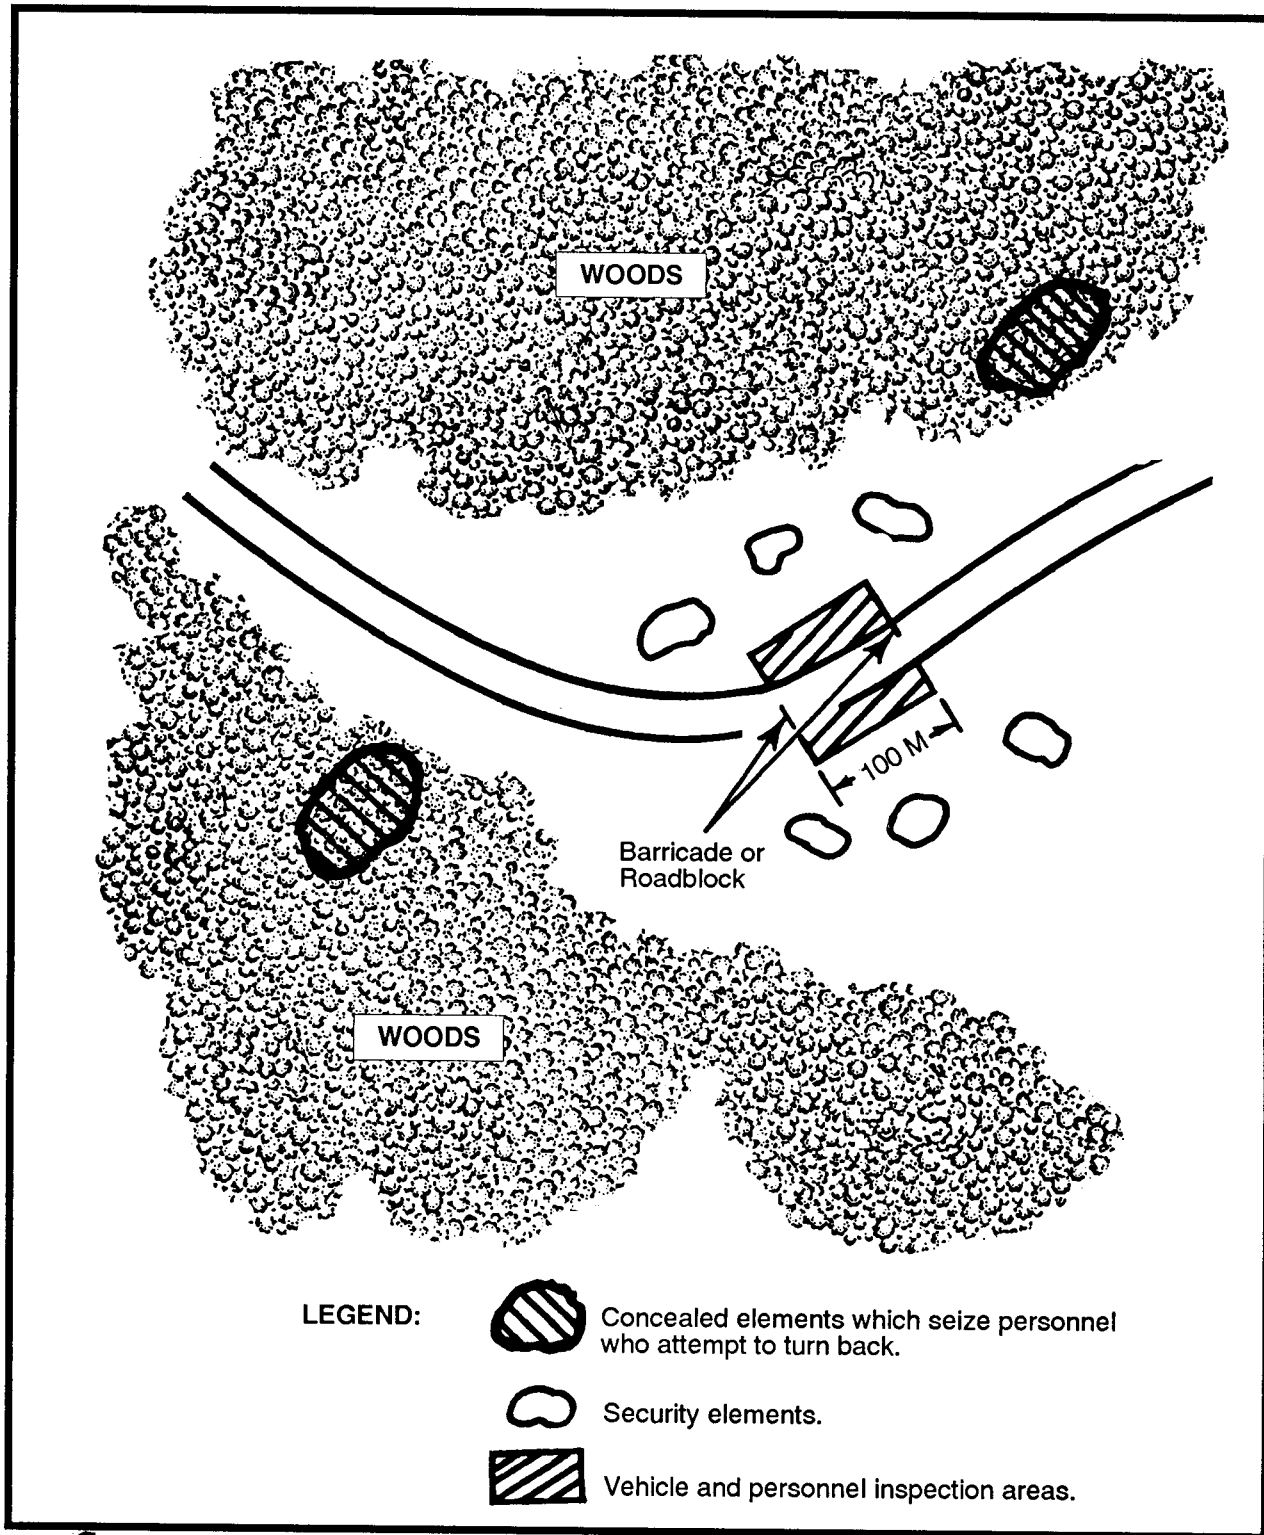 WOODS
100 M
Barricade or
Roadblock
WOODS
LEGEND:
Concealed elements which seize personnel
who attempt to turn back.
Security elements.
Vehicle and personnel inspection areas.